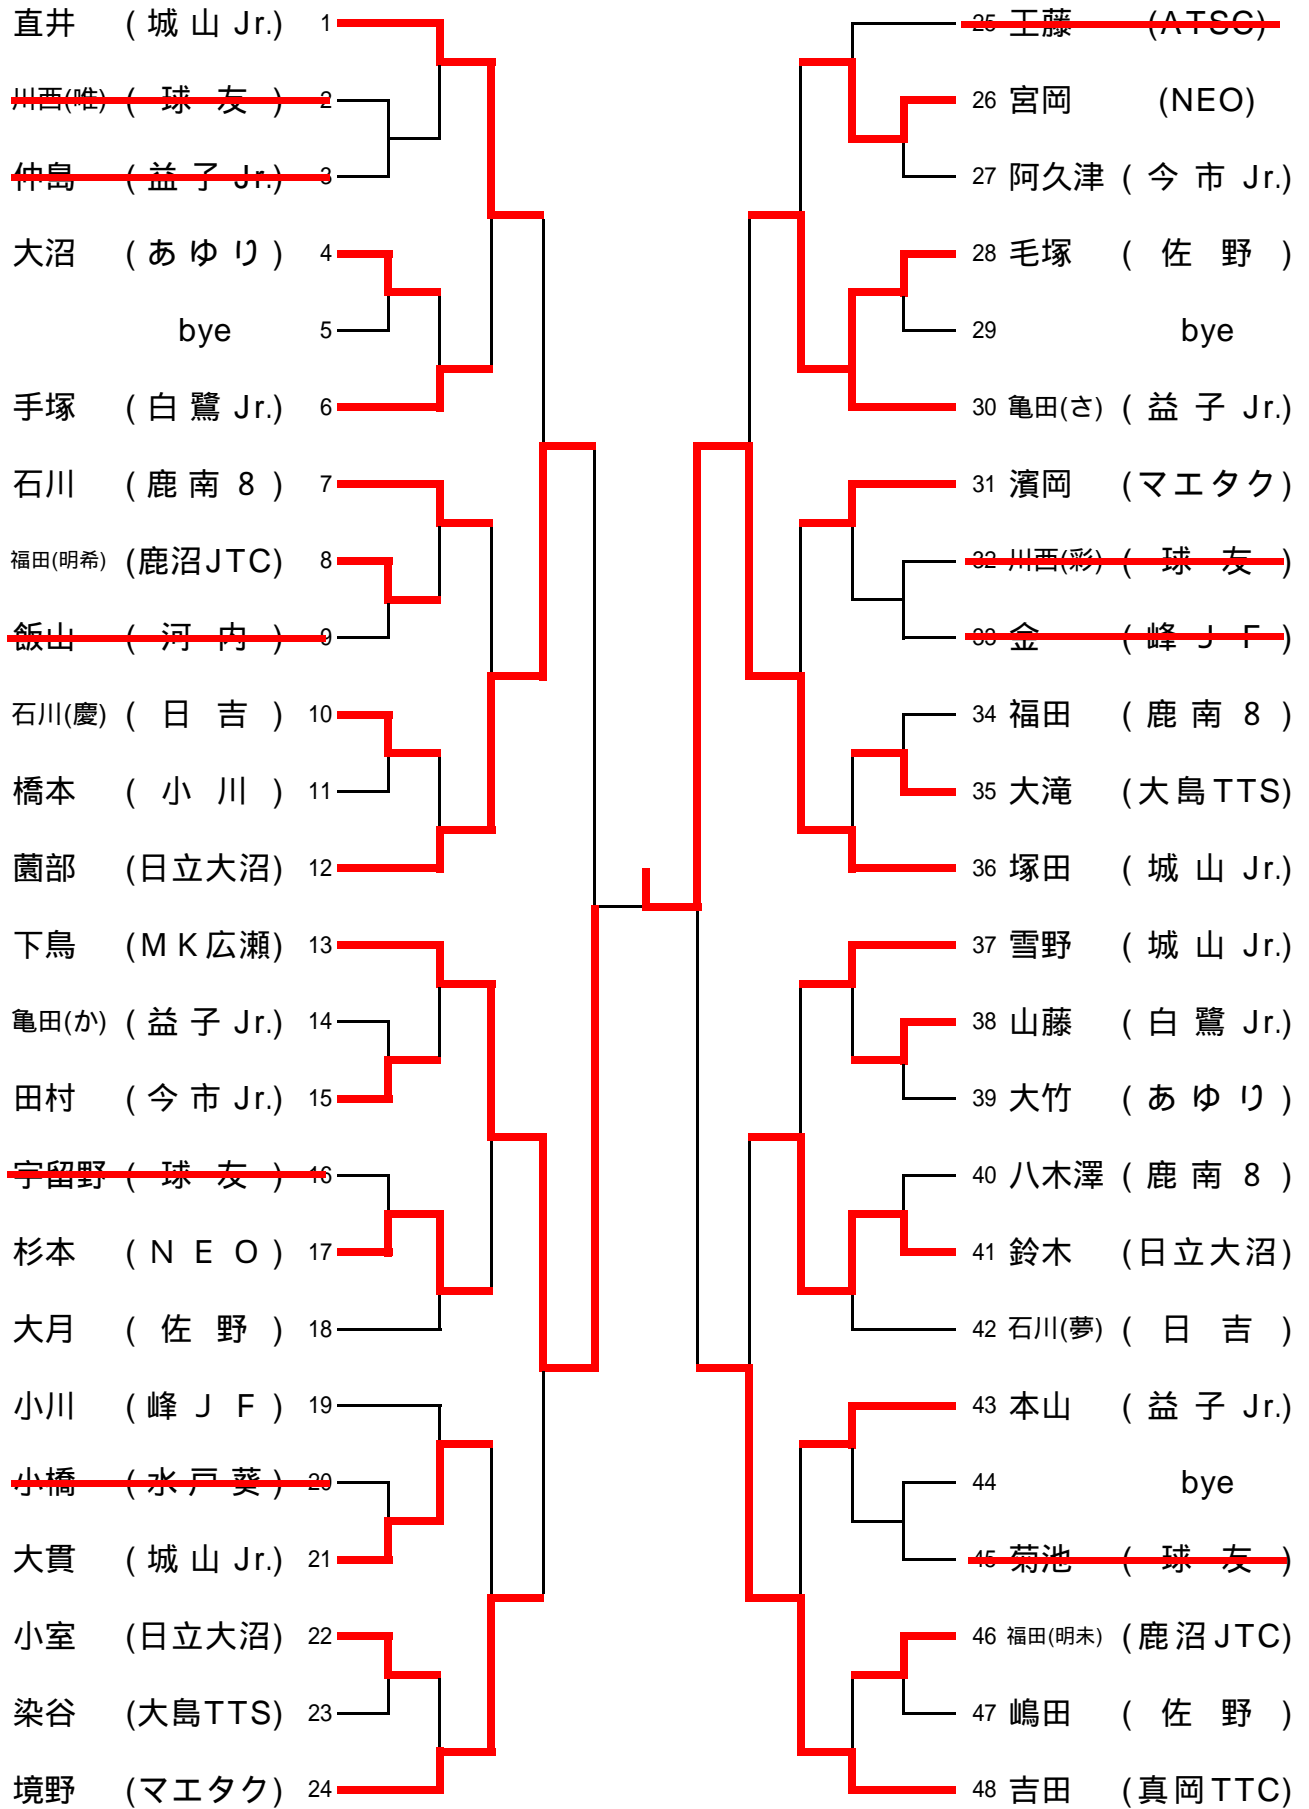 直井 (城山Jr.) 1
川西(唯) (球友) 2
仲島 (益子Jr.) 3
大沼 (あゆり) 4
bye 5
手塚 (白鷺Jr.) 6
石川 (鹿南8) 7
福田(明希) (鹿沼JTC) 8
飯山 (河内) 9
石川(慶) (日吉) 10
橋本 (小川) 11
薗部 (日立大沼) 12
下鳥 (MK広瀬) 13
亀田(か) (益子Jr.) 14
田村 (今市Jr.) 15
宇留野 (球友) 16
杉本 (NEO) 17
大月 (佐野) 18
小川 (峰JF) 19
小橋 (水戸葵) 20
大貫 (城山Jr.) 21
小室 (日立大沼) 22
染谷 (大島TTS) 23
境野 (マエタク) 24
25 工藤 (ATSC)
26 宮岡 (NEO)
27 阿久津 (今市Jr.)
28 毛塚 (佐野)
29 bye
30 亀田(さ) (益子Jr.)
31 濱岡 (マエタク)
32 川西(彩) (球友)
33 金 (峰JF)
34 福田 (鹿南8)
35 大滝 (大島TTS)
36 塚田 (城山Jr.)
37 雪野 (城山Jr.)
38 山藤 (白鷺Jr.)
39 大竹 (あゆり)
40 八木澤 (鹿南8)
41 鈴木 (日立大沼)
42 石川(夢) (日吉)
43 本山 (益子Jr.)
44 bye
45 菊池 (球友)
46 福田(明未) (鹿沼JTC)
47 嶋田 (佐野)
48 吉田 (真岡TTC)